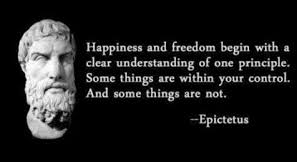 Happiness and freedom begin with a
clear understanding of one principle.
Some things are within your control.
And some things are not.
--Epictetus